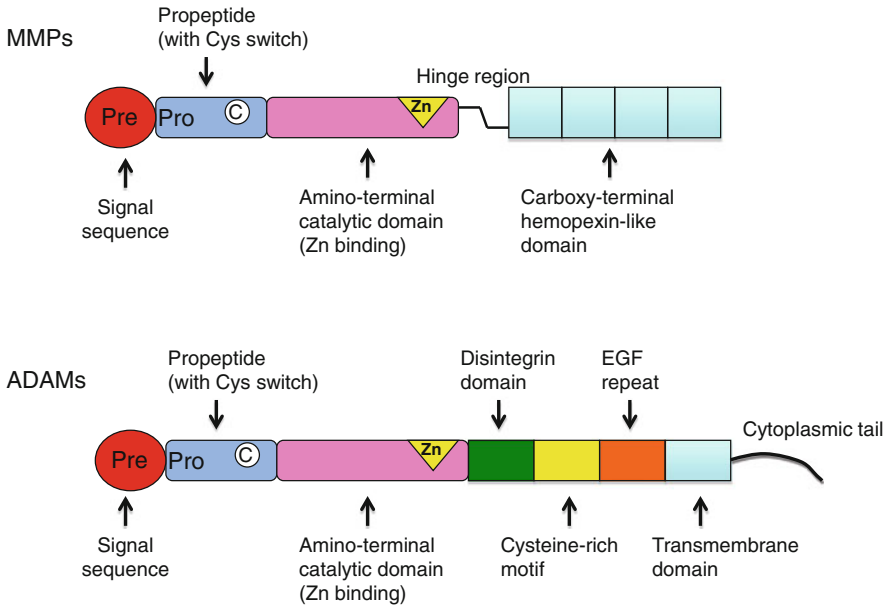 MMPs
Propeptide
(with Cys switch)
Hinge region
Pre
Pro
C
Zn
Signal
sequence
Amino-terminal
catalytic domain
(Zn binding)
Carboxy-terminal
hemopexin-like
domain
ADAMs
Propeptide
(with Cys switch)
Disintegrin
domain
EGF
repeat
Cytoplasmic tail
Pre
Pro
C
Zn
Signal
sequence
Amino-terminal
catalytic domain
(Zn binding)
Cysteine-rich
motif
Transmembrane
domain